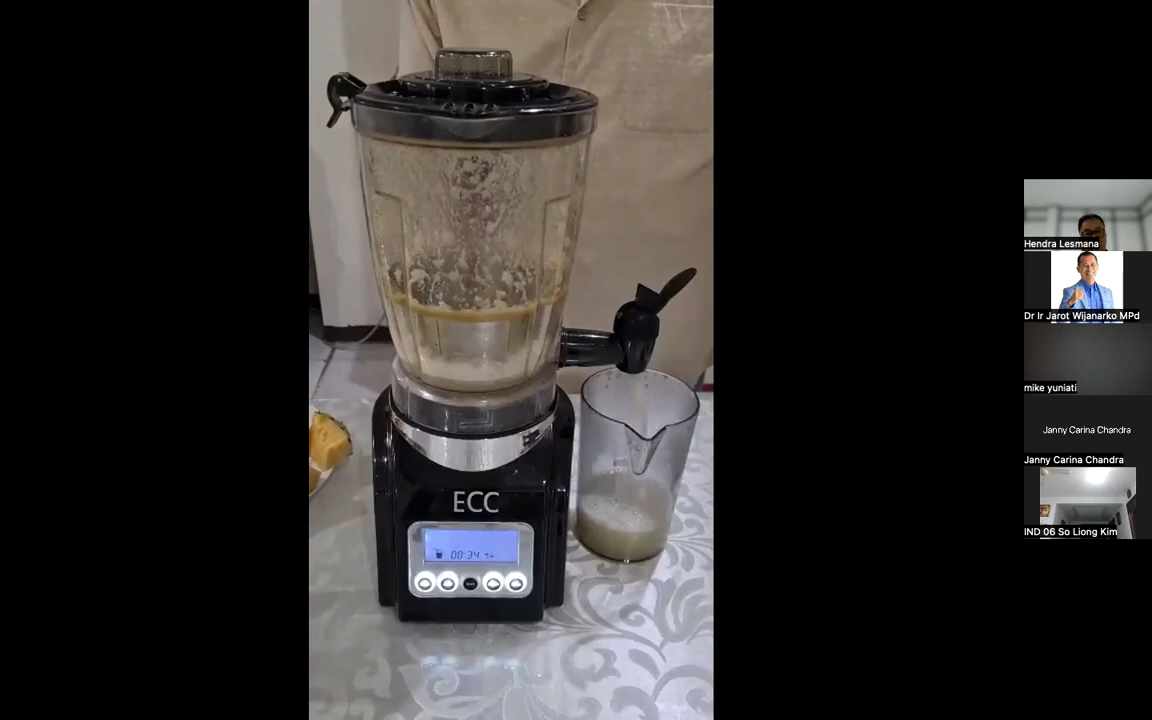 ECC
00:34
Hendra Lesmana
Dr Ir Jarot Wijanarko MPd
mike yuniati
Janny Carina Chandra
Janny Carina Chandra
IND 06 So Liong Kim